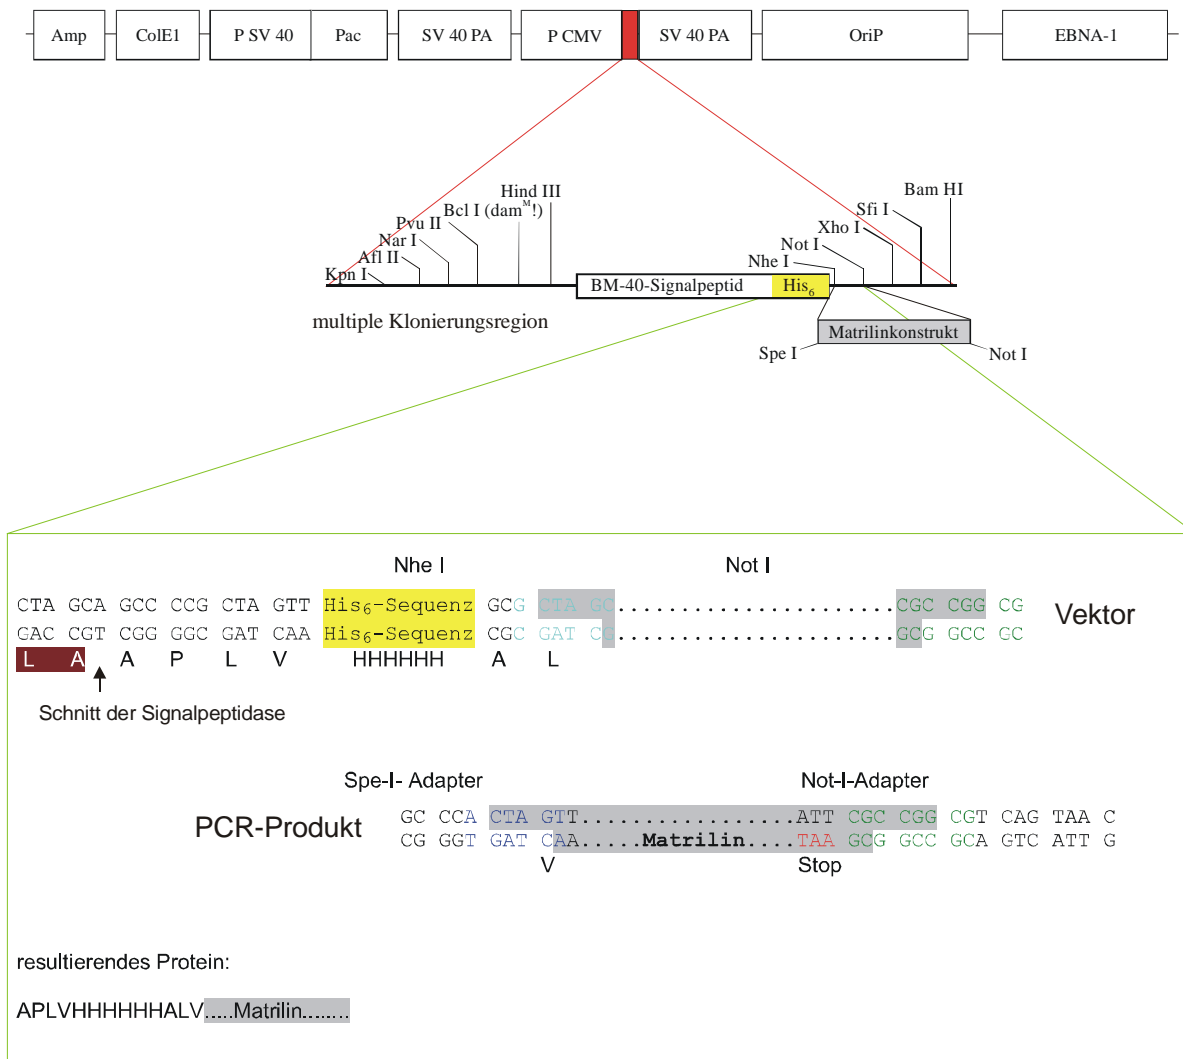 Amp ColE1 P SV 40 Pac SV 40 PA P CMV SV 40 PA OriP EBNA-1
Hind III
Bam HI
Bcl I (damᴹ!)
Sfi I
Pvu II
Xho I
Nar I
Not I
Afl II
Nhe I
Kpn I
BM-40-Signalpeptid His₆
multiple Klonierungsregion
Matrilinkonstrukt
Spe I Not I
Nhe I Not I
CTA GCA GCC CCG CTA GTT His₆-Sequenz GCG CTA GC......................CGC CGG CG
Vektor
GAC CGT CGG GGC GAT CAA His₆-Sequenz CGC GAT CG......................GCG GCC GC
L A A P L V HHHHHH A L
Schnitt der Signalpeptidase
Spe-I- Adapter Not-I-Adapter
GC CCA CTA GTT.................ATT CGC CGG CGT CAG TAA C
PCR-Produkt
CGG GGT GATC CAA.....Matrilin....TAA GCG GCC GCA GTC ATT G
V Stop
resultierendes Protein:
APLVHHHHHHALV.....Matrilin........